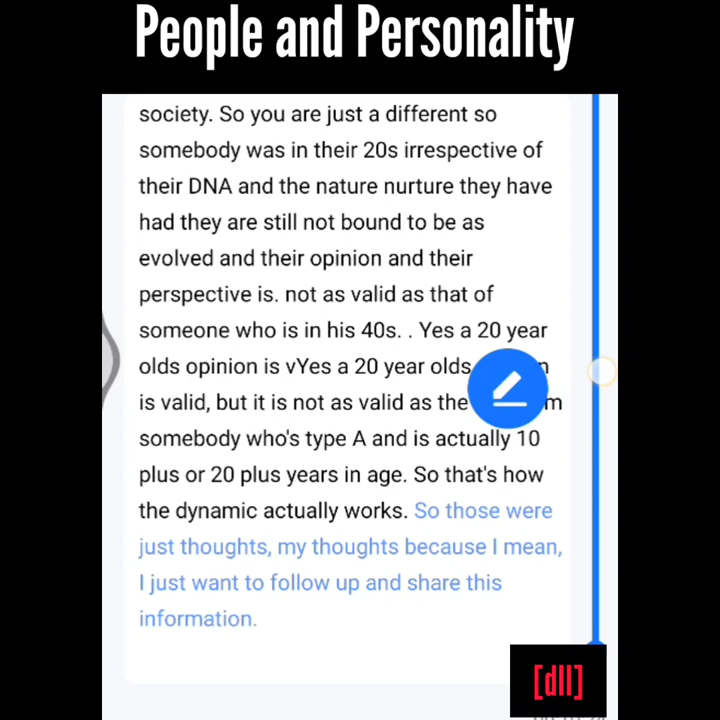 People and Personality
society. So you are just a different so
somebody was in their 20s irrespective of
their DNA and the nature nurture they have
had they are still not bound to be as
evolved and their opinion and their
perspective is. not as valid as that of
someone who is in his 40s. . Yes a 20 year
olds opinion is vYes a 20 year olds
is valid, but it is not as valid as the
somebody who's type A and is actually 10
plus or 20 plus years in age. So that's how
the dynamic actually works. So those were
just thoughts, my thoughts because I mean,
I just want to follow up and share this
information.
[dll]